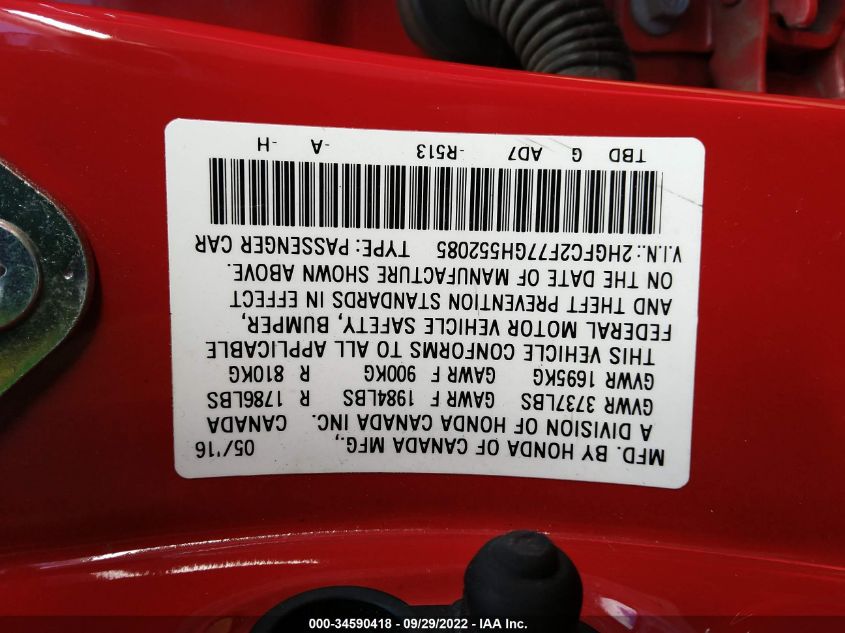 MFD. BY HONDA OF CANADA MFG., 05/'16
A DIVISION OF HONDA CANADA INC. CANADA
GVWR 3737LBS GAWR F 1984LBS R 1786LBS
GVWR 1695KG GAWR F 900KG R 810KG
THIS VEHICLE CONFORMS TO ALL APPLICABLE
FEDERAL MOTOR VEHICLE SAFETY, BUMPER,
AND THEFT PREVENTION STANDARDS IN EFFECT
ON THE DATE OF MANUFACTURE SHOWN ABOVE.
V.I.N.: 2HGFC2F77GH552085 TYPE: PASSENGER CAR
TBD G AD7 -R513 -A -H
000-34590418 - 09/29/2022 - IAA Inc.